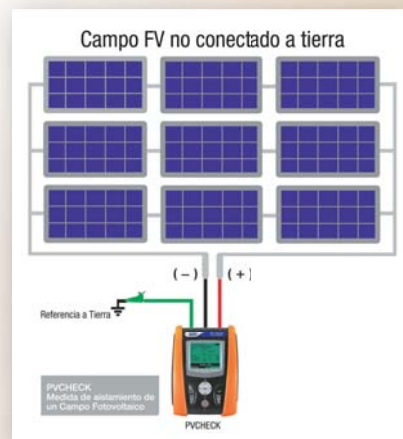 Campo FV no conectado a tierra
( − )
( + )
Referencia a Tierra
PVCHECK
Medida de aislamiento de
un Campo Fotovoltaico
PVCHECK